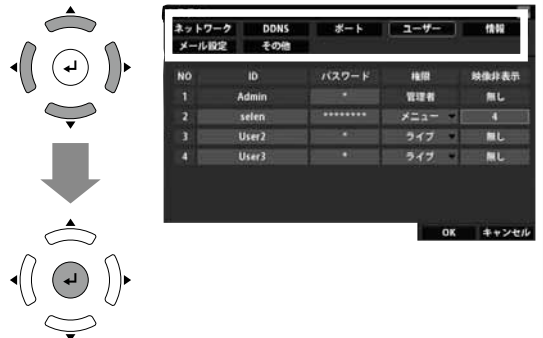 ネットワーク DDNS ポート ユーザー 情報
メール設定 その他
NO ID パスワード 権限 映像非表示
1 Admin * 管理者 無し
2 selen ******** メニュー 4
3 User2 * ライブ 無し
4 User3 * ライブ 無し
OK キャンセル